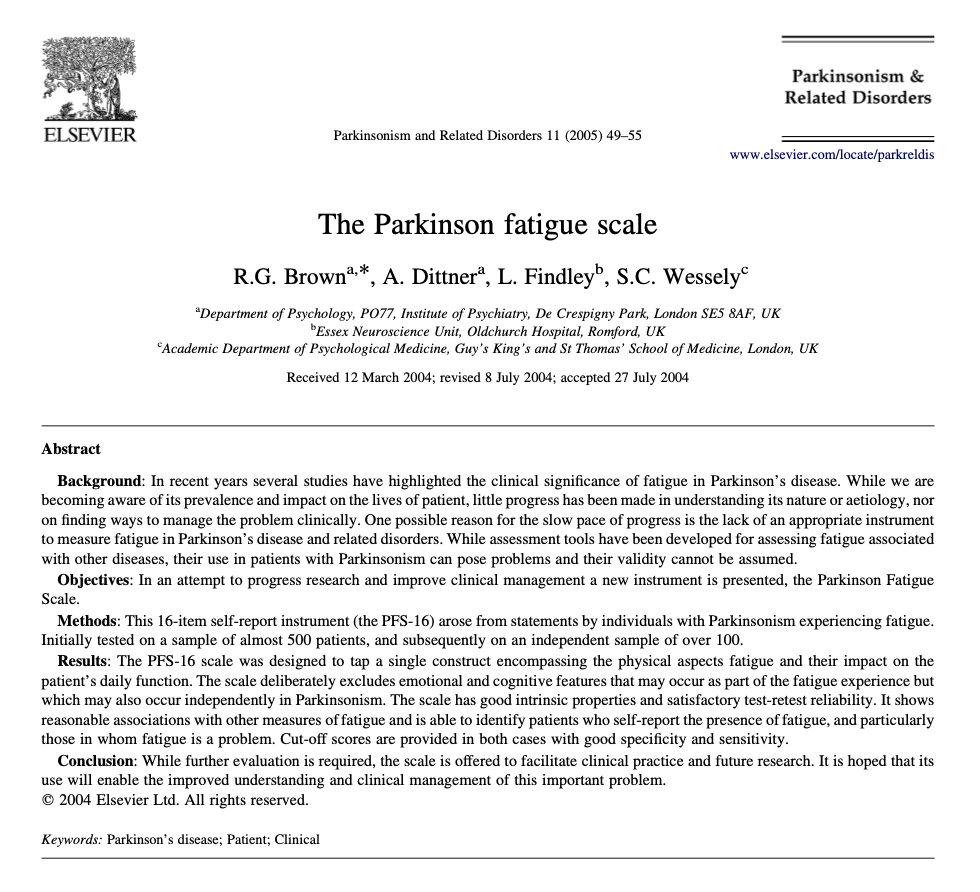 ELSEVIER
Parkinsonism and Related Disorders 11 (2005) 49–55
Parkinsonism &
Related Disorders
www.elsevier.com/locate/parkreldis
The Parkinson fatigue scale
R.G. Brownᵃ,*, A. Dittnerᵃ, L. Findleyᵇ, S.C. Wesselyᶜ
ᵃDepartment of Psychology, PO77, Institute of Psychiatry, De Crespigny Park, London SE5 8AF, UK
ᵇEssex Neuroscience Unit, Oldchurch Hospital, Romford, UK
ᶜAcademic Department of Psychological Medicine, Guy's King's and St Thomas' School of Medicine, London, UK
Received 12 March 2004; revised 8 July 2004; accepted 27 July 2004
Abstract
Background: In recent years several studies have highlighted the clinical significance of fatigue in Parkinson's disease. While we are
becoming aware of its prevalence and impact on the lives of patient, little progress has been made in understanding its nature or aetiology, nor
on finding ways to manage the problem clinically. One possible reason for the slow pace of progress is the lack of an appropriate instrument
to measure fatigue in Parkinson's disease and related disorders. While assessment tools have been developed for assessing fatigue associated
with other diseases, their use in patients with Parkinsonism can pose problems and their validity cannot be assumed.
Objectives: In an attempt to progress research and improve clinical management a new instrument is presented, the Parkinson Fatigue
Scale.
Methods: This 16-item self-report instrument (the PFS-16) arose from statements by individuals with Parkinsonism experiencing fatigue.
Initially tested on a sample of almost 500 patients, and subsequently on an independent sample of over 100.
Results: The PFS-16 scale was designed to tap a single construct encompassing the physical aspects fatigue and their impact on the
patient's daily function. The scale deliberately excludes emotional and cognitive features that may occur as part of the fatigue experience but
which may also occur independently in Parkinsonism. The scale has good intrinsic properties and satisfactory test-retest reliability. It shows
reasonable associations with other measures of fatigue and is able to identify patients who self-report the presence of fatigue, and particularly
those in whom fatigue is a problem. Cut-off scores are provided in both cases with good specificity and sensitivity.
Conclusion: While further evaluation is required, the scale is offered to facilitate clinical practice and future research. It is hoped that its
use will enable the improved understanding and clinical management of this important problem.
© 2004 Elsevier Ltd. All rights reserved.
Keywords: Parkinson's disease; Patient; Clinical